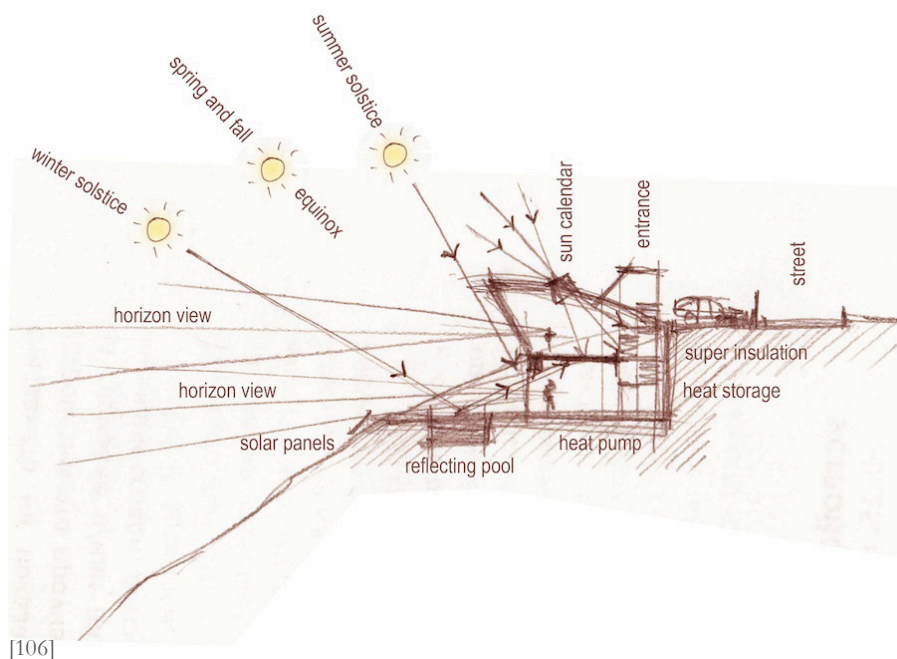 summer solstice
spring and fall
equinox
winter solstice
sun calendar
entrance
street
horizon view
super insulation
horizon view
heat storage
solar panels
heat pump
reflecting pool
[106]